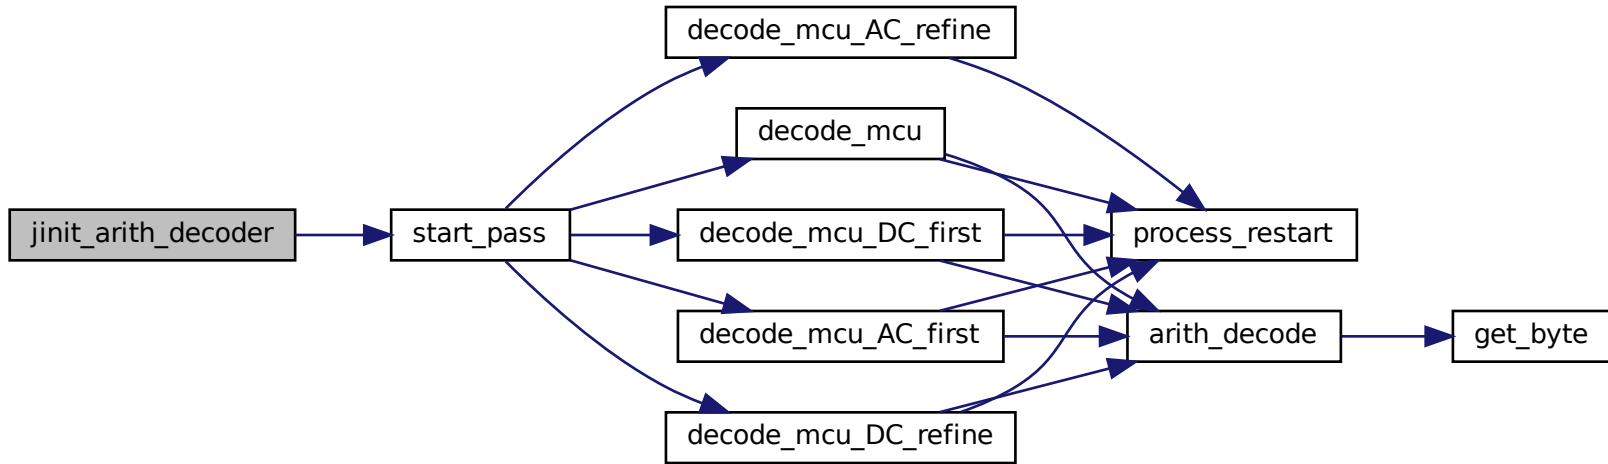 jinit_arith_decoder
start_pass
decode_mcu_AC_refine
decode_mcu
decode_mcu_DC_first
decode_mcu_AC_first
decode_mcu_DC_refine
process_restart
arith_decode
get_byte